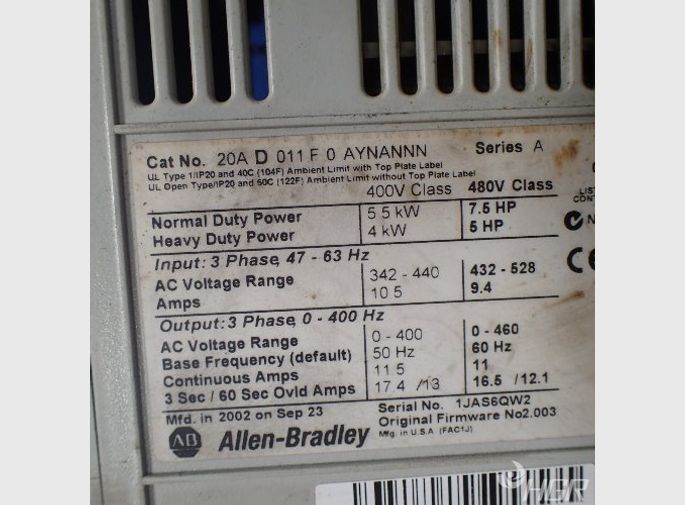 Cat No. 20A D 011 F 0 AYNANNN Series A
UL Type 1/IP20 and 40C (104F) Ambient Limit with Top Plate Label
UL Open Type/IP20 and 50C (122F) Ambient Limit without Top Plate Label
400V Class 480V Class
Normal Duty Power 5.5 kW 7.5 HP
Heavy Duty Power 4 kW 5 HP
Input: 3 Phase, 47 - 63 Hz
AC Voltage Range 342 - 440 432 - 528
Amps 10.5 9.4
Output: 3 Phase, 0 - 400 Hz
AC Voltage Range 0 - 400 0 - 460
Base Frequency (default) 50 Hz 60 Hz
Continuous Amps 11.5 11
3 Sec / 60 Sec Ovld Amps 17.4 /13 16.5 /12.1
Mfd. in 2002 on Sep 23 Serial No. 1JAS6QW2
Original Firmware No2.003
AB Allen-Bradley Mfg. in U.S.A (FAC1J)
LIST
CONT
N
CE
HGR